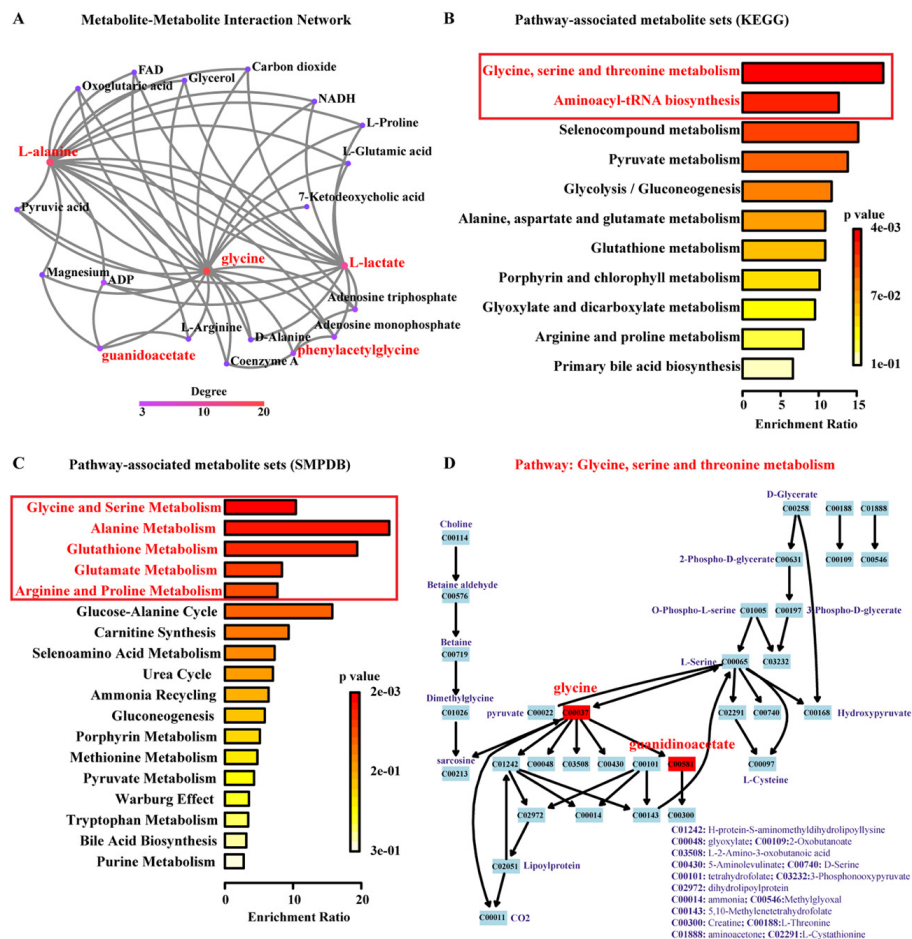 A
Metabolite-Metabolite Interaction Network
FAD
Carbon dioxide
Oxoglutaric acid
Glycerol
NADH
L-Proline
L-alanine
L-Glutamic acid
7-Ketodeoxycholic acid
Pyruvic acid
glycine
L-lactate
Magnesium
ADP
Adenosine triphosphate
Adenosine monophosphate
L-Arginine
D-Alanine
guanidoacetate
phenylacetylglycine
Coenzyme A
Degree
3 10 20
B
Pathway-associated metabolite sets (KEGG)
Glycine, serine and threonine metabolism
Aminoacyl-tRNA biosynthesis
Selenocompound metabolism
Pyruvate metabolism
Glycolysis / Gluconeogenesis
Alanine, aspartate and glutamate metabolism
Glutathione metabolism
Porphyrin and chlorophyll metabolism
Glyoxylate and dicarboxylate metabolism
Arginine and proline metabolism
Primary bile acid biosynthesis
p value
4e-03
7e-02
1e-01
0 5 10 15
Enrichment Ratio
C
Pathway-associated metabolite sets (SMPDB)
Glycine and Serine Metabolism
Alanine Metabolism
Glutathione Metabolism
Glutamate Metabolism
Arginine and Proline Metabolism
Glucose-Alanine Cycle
Carnitine Synthesis
Selenoamino Acid Metabolism
Urea Cycle
Ammonia Recycling
Gluconeogenesis
Porphyrin Metabolism
Methionine Metabolism
Pyruvate Metabolism
Warburg Effect
Tryptophan Metabolism
Bile Acid Biosynthesis
Purine Metabolism
p value
2e-03
2e-01
3e-01
0 10 20
Enrichment Ratio
D
Pathway: Glycine, serine and threonine metabolism
D-Glycerate
C00258 C00188 C01888
Choline
C00114
2-Phospho-D-glycerate C00631 C00109 C00546
Betaine aldehyde
C00576
O-Phospho-L-serine C01005 C00197 3-Phospho-D-glycerate
Betaine
C00719
L-Serine C00065 C03232
glycine
Dimethylglycine
C01026 pyruvate C00022 C00037 C02291 C00740 C00168 Hydroxypyruvate
guanidinoacetate
sarcosine
C00213 C01242 C00048 C03508 C00430 C00101 C00581 C00097
L-Cysteine
C02972 C00014 C00143 C00300
C02051 Lipoylprotein
C00011 CO2
C01242: H-protein-S-aminomethyldihydrolipoyllysine
C00048: glyoxylate; C00109:2-Oxobutanoate
C03508: L-2-Amino-3-oxobutanoic acid
C00430: 5-Aminolevulinate; C00740: D-Serine
C00101: tetrahydrofolate; C03232:3-Phosphonooxypyruvate
C02972: dihydrolipoylprotein
C00014: ammonia; C00546:Methylglyoxal
C00143: 5,10-Methylenetetrahydrofolate
C00300: Creatine; C00188:L-Threonine
C01888: aminoacetone; C02291:L-Cystathionine